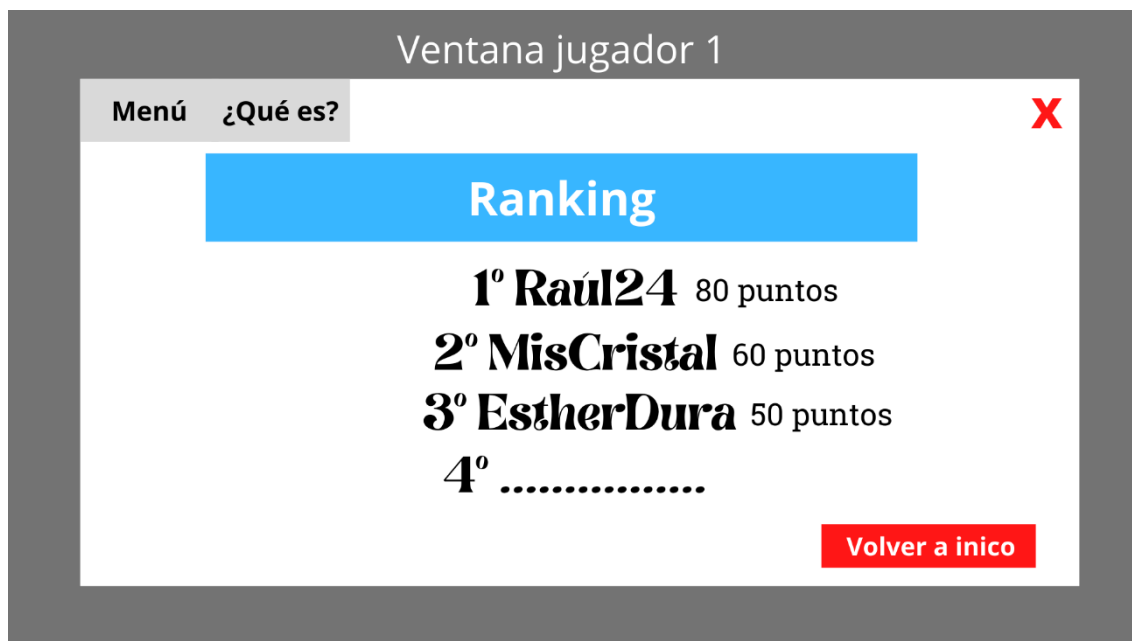 Ventana jugador 1
Menú ¿Qué es? X
Ranking
1º Raúl24 80 puntos
2º MisCristal 60 puntos
3º EstherDura 50 puntos
4º ................
Volver a inico